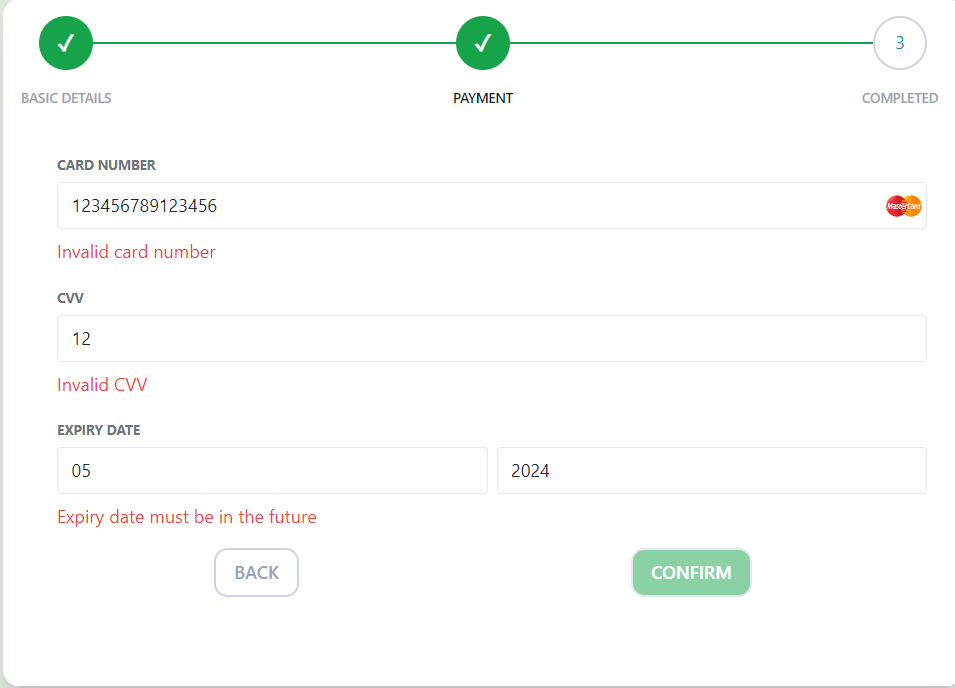 3
BASIC DETAILS
PAYMENT
COMPLETED
CARD NUMBER
123456789123456
MasterCard
Invalid card number
CVV
12
Invalid CVV
EXPIRY DATE
05
2024
Expiry date must be in the future
BACK
CONFIRM